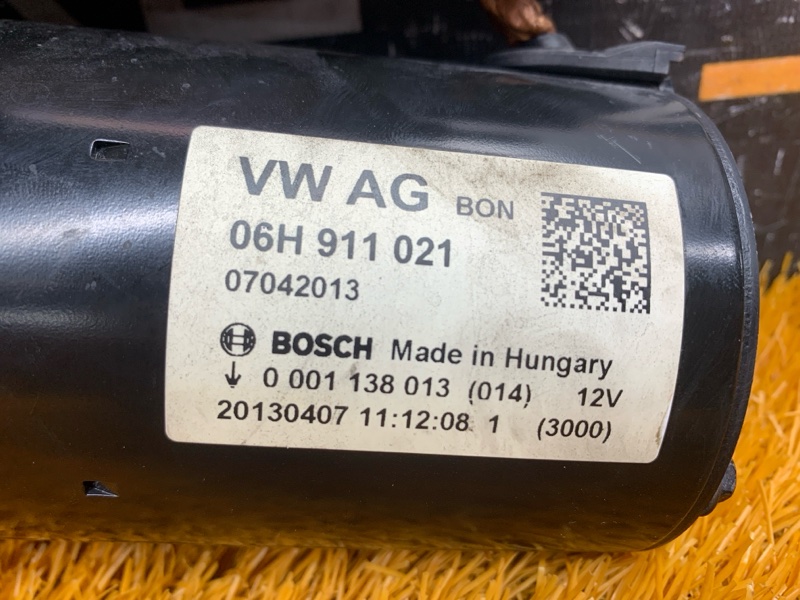 VW AG BON
06H 911 021
07042013
BOSCH Made in Hungary
0 001 138 013 (014) 12V
20130407 11:12:08 1 (3000)